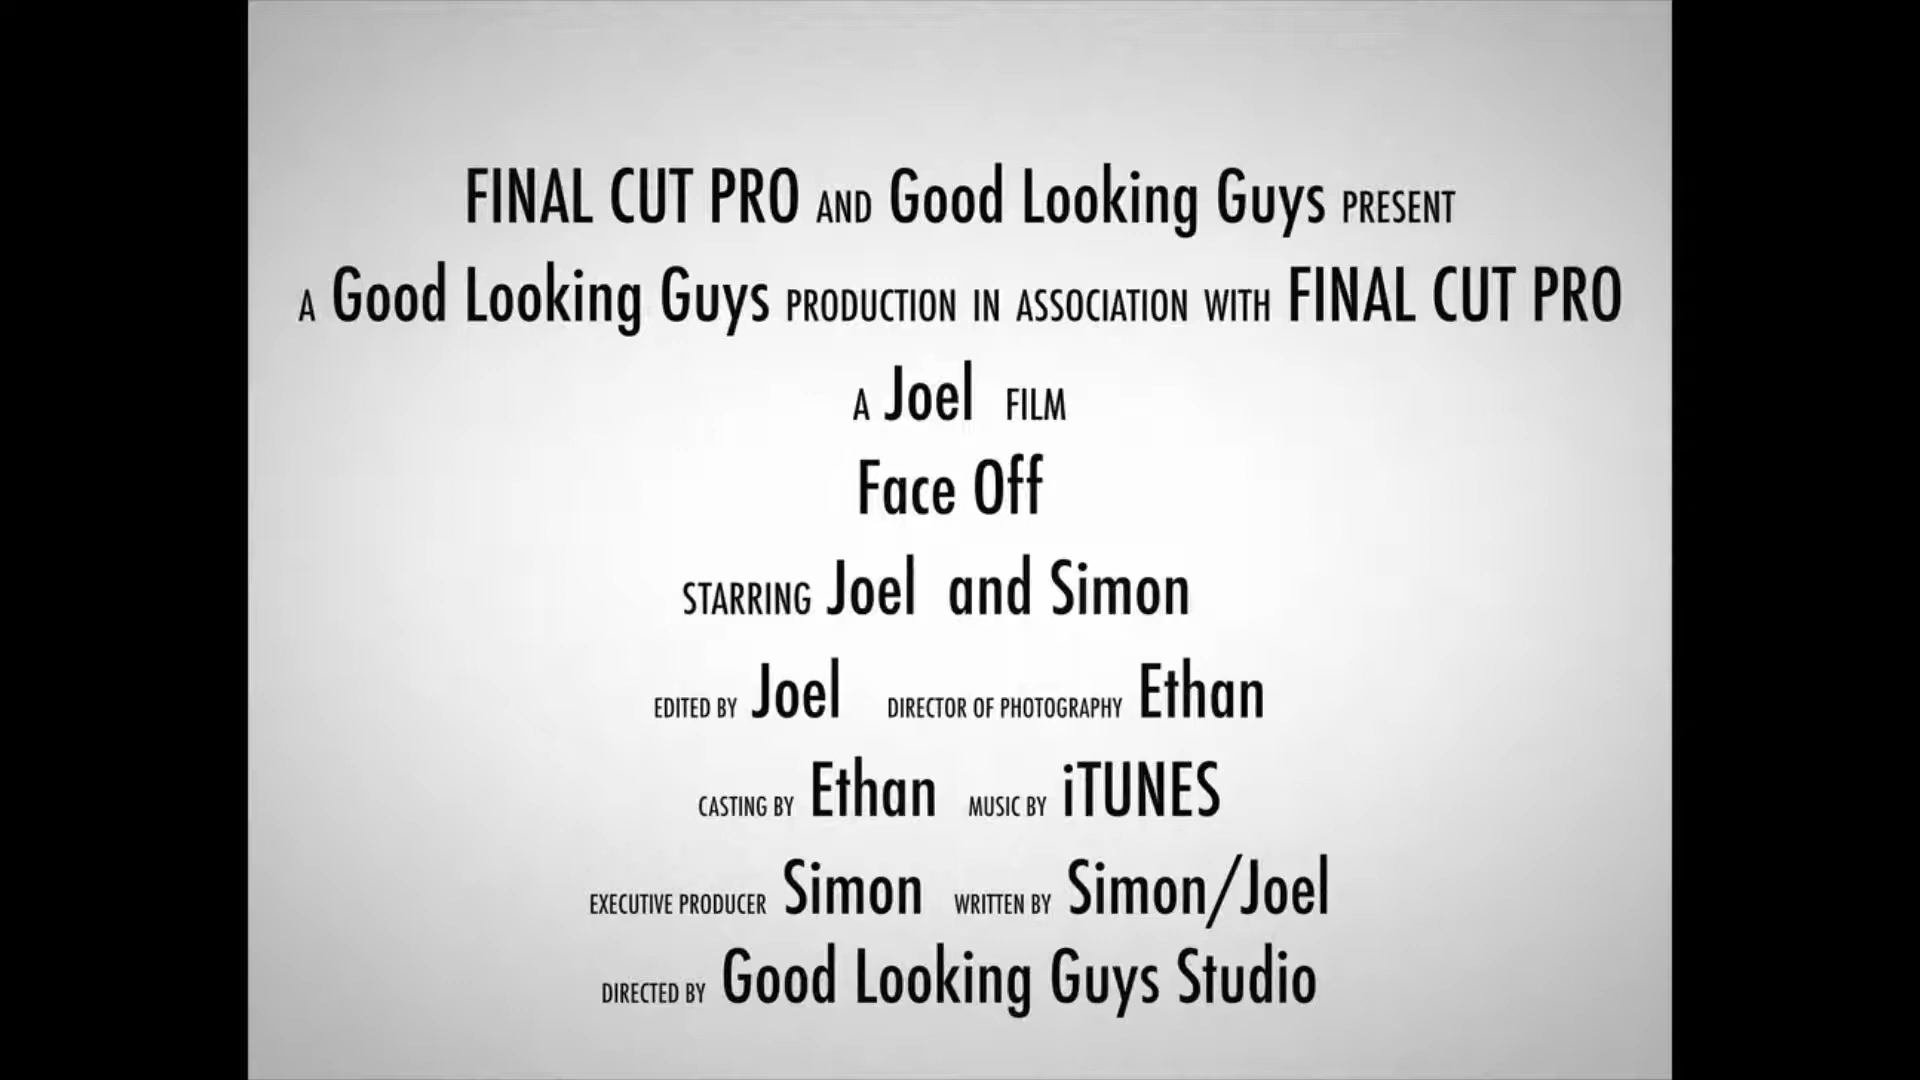 FINAL CUT PRO AND Good Looking Guys PRESENT
A Good Looking Guys PRODUCTION IN ASSOCIATION WITH FINAL CUT PRO
A Joel FILM
Face Off
STARRING Joel and Simon
EDITED BY Joel DIRECTOR OF PHOTOGRAPHY Ethan
CASTING BY Ethan MUSIC BY iTUNES
EXECUTIVE PRODUCER Simon WRITTEN BY Simon/Joel
DIRECTED BY Good Looking Guys Studio